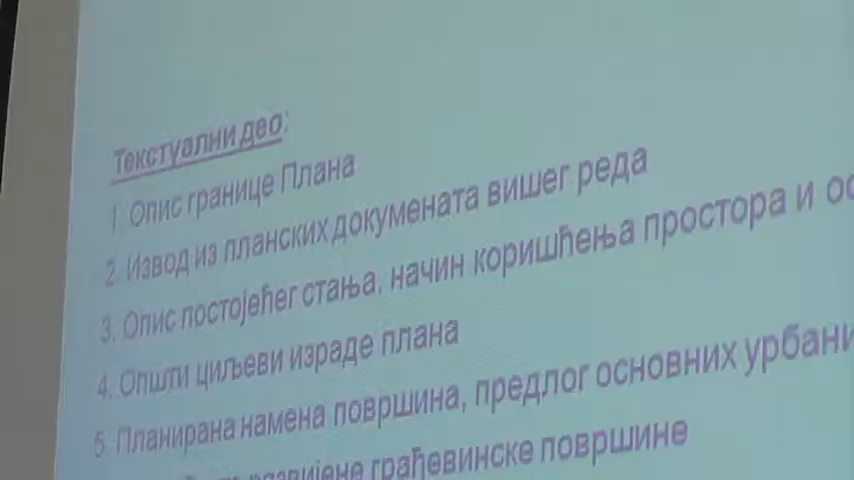 Текстуални део:
1. Опис границе Плана
2. Извод из планских докумената вишег реда
3. Опис постојећег стања, начин коришћења простора и ос
4. Општи циљеви израде плана
5. Планирана намена површина, предлог основних урбани
развијене грађевинске површине